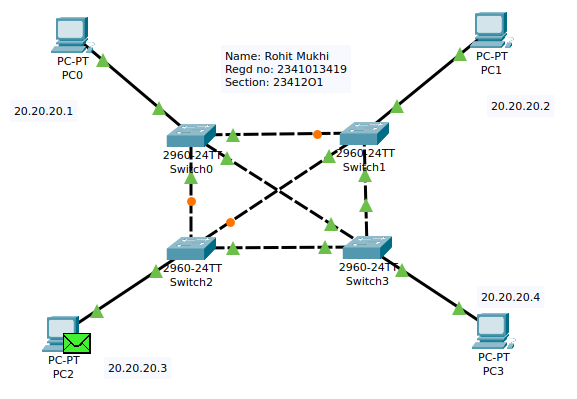 PC-PT
PC0
PC-PT
PC1
Name: Rohit Mukhi
Regd no: 2341013419
Section: 23412O1
20.20.20.1
20.20.20.2
2960-24TT
Switch0
2960-24TT
Switch1
2960-24TT
Switch2
2960-24TT
Switch3
20.20.20.4
PC-PT
PC2
20.20.20.3
PC-PT
PC3